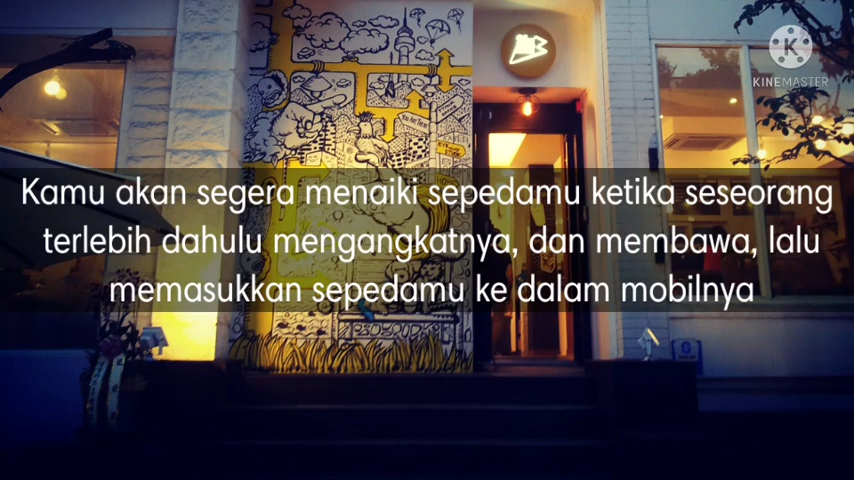 KINEMASTER
Kamu akan segera menaiki sepedamu ketika seseorang
terlebih dahulu mengangkatnya, dan membawa, lalu
memasukkan sepedamu ke dalam mobilnya